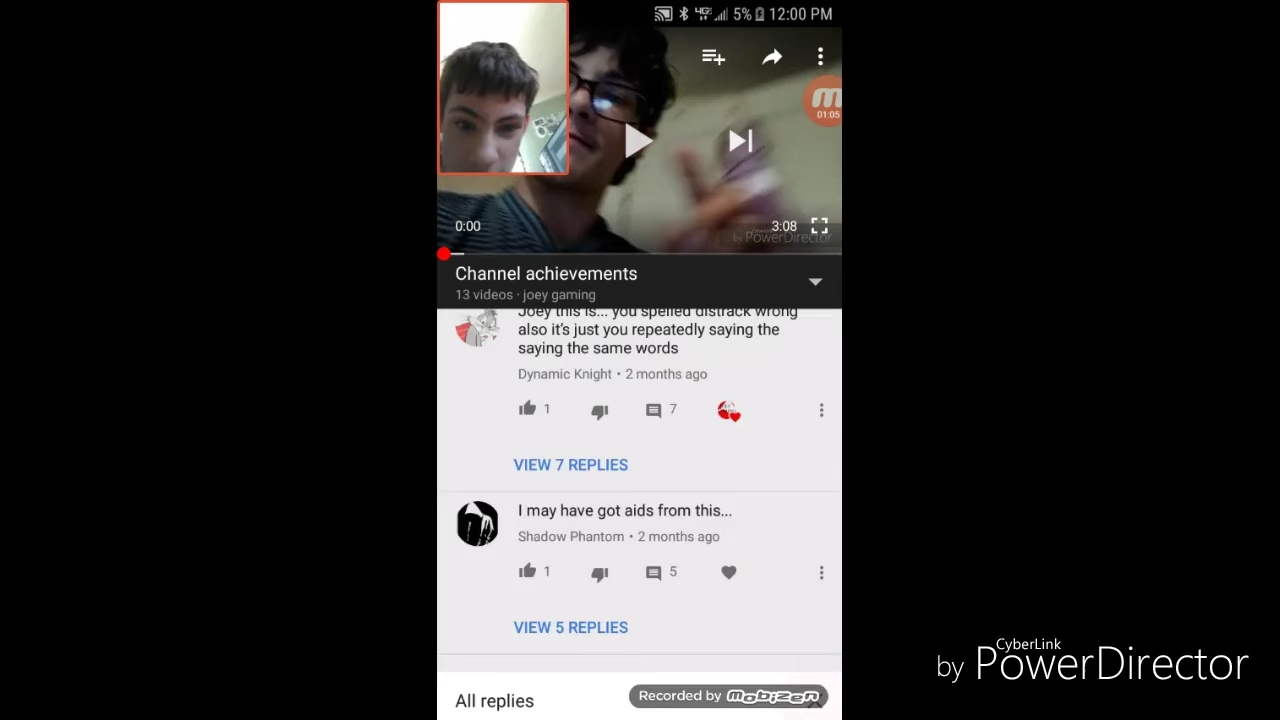 5% 12:00 PM
01:05
0:00
3:08
by PowerDirector
Channel achievements
13 videos · joey gaming
Joey this is... you spelled distrack wrong
also it's just you repeatedly saying the
saying the same words
Dynamic Knight • 2 months ago
1
7
VIEW 7 REPLIES
I may have got aids from this...
Shadow Phantom • 2 months ago
1
5
VIEW 5 REPLIES
All replies
Recorded by mobizen
CyberLink
by PowerDirector